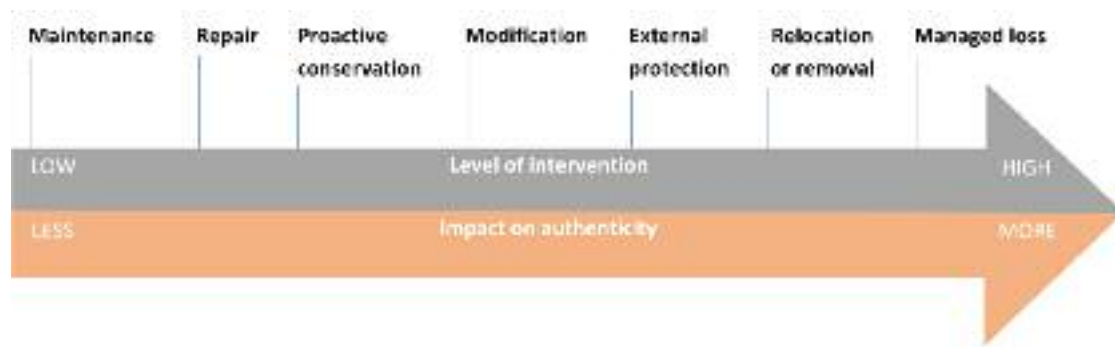 Maintenance Repair Proactive conservation Modification External protection Relocation or removal Managed loss
LOW Level of intervention HIGH
LESS Impact on authenticity MORE